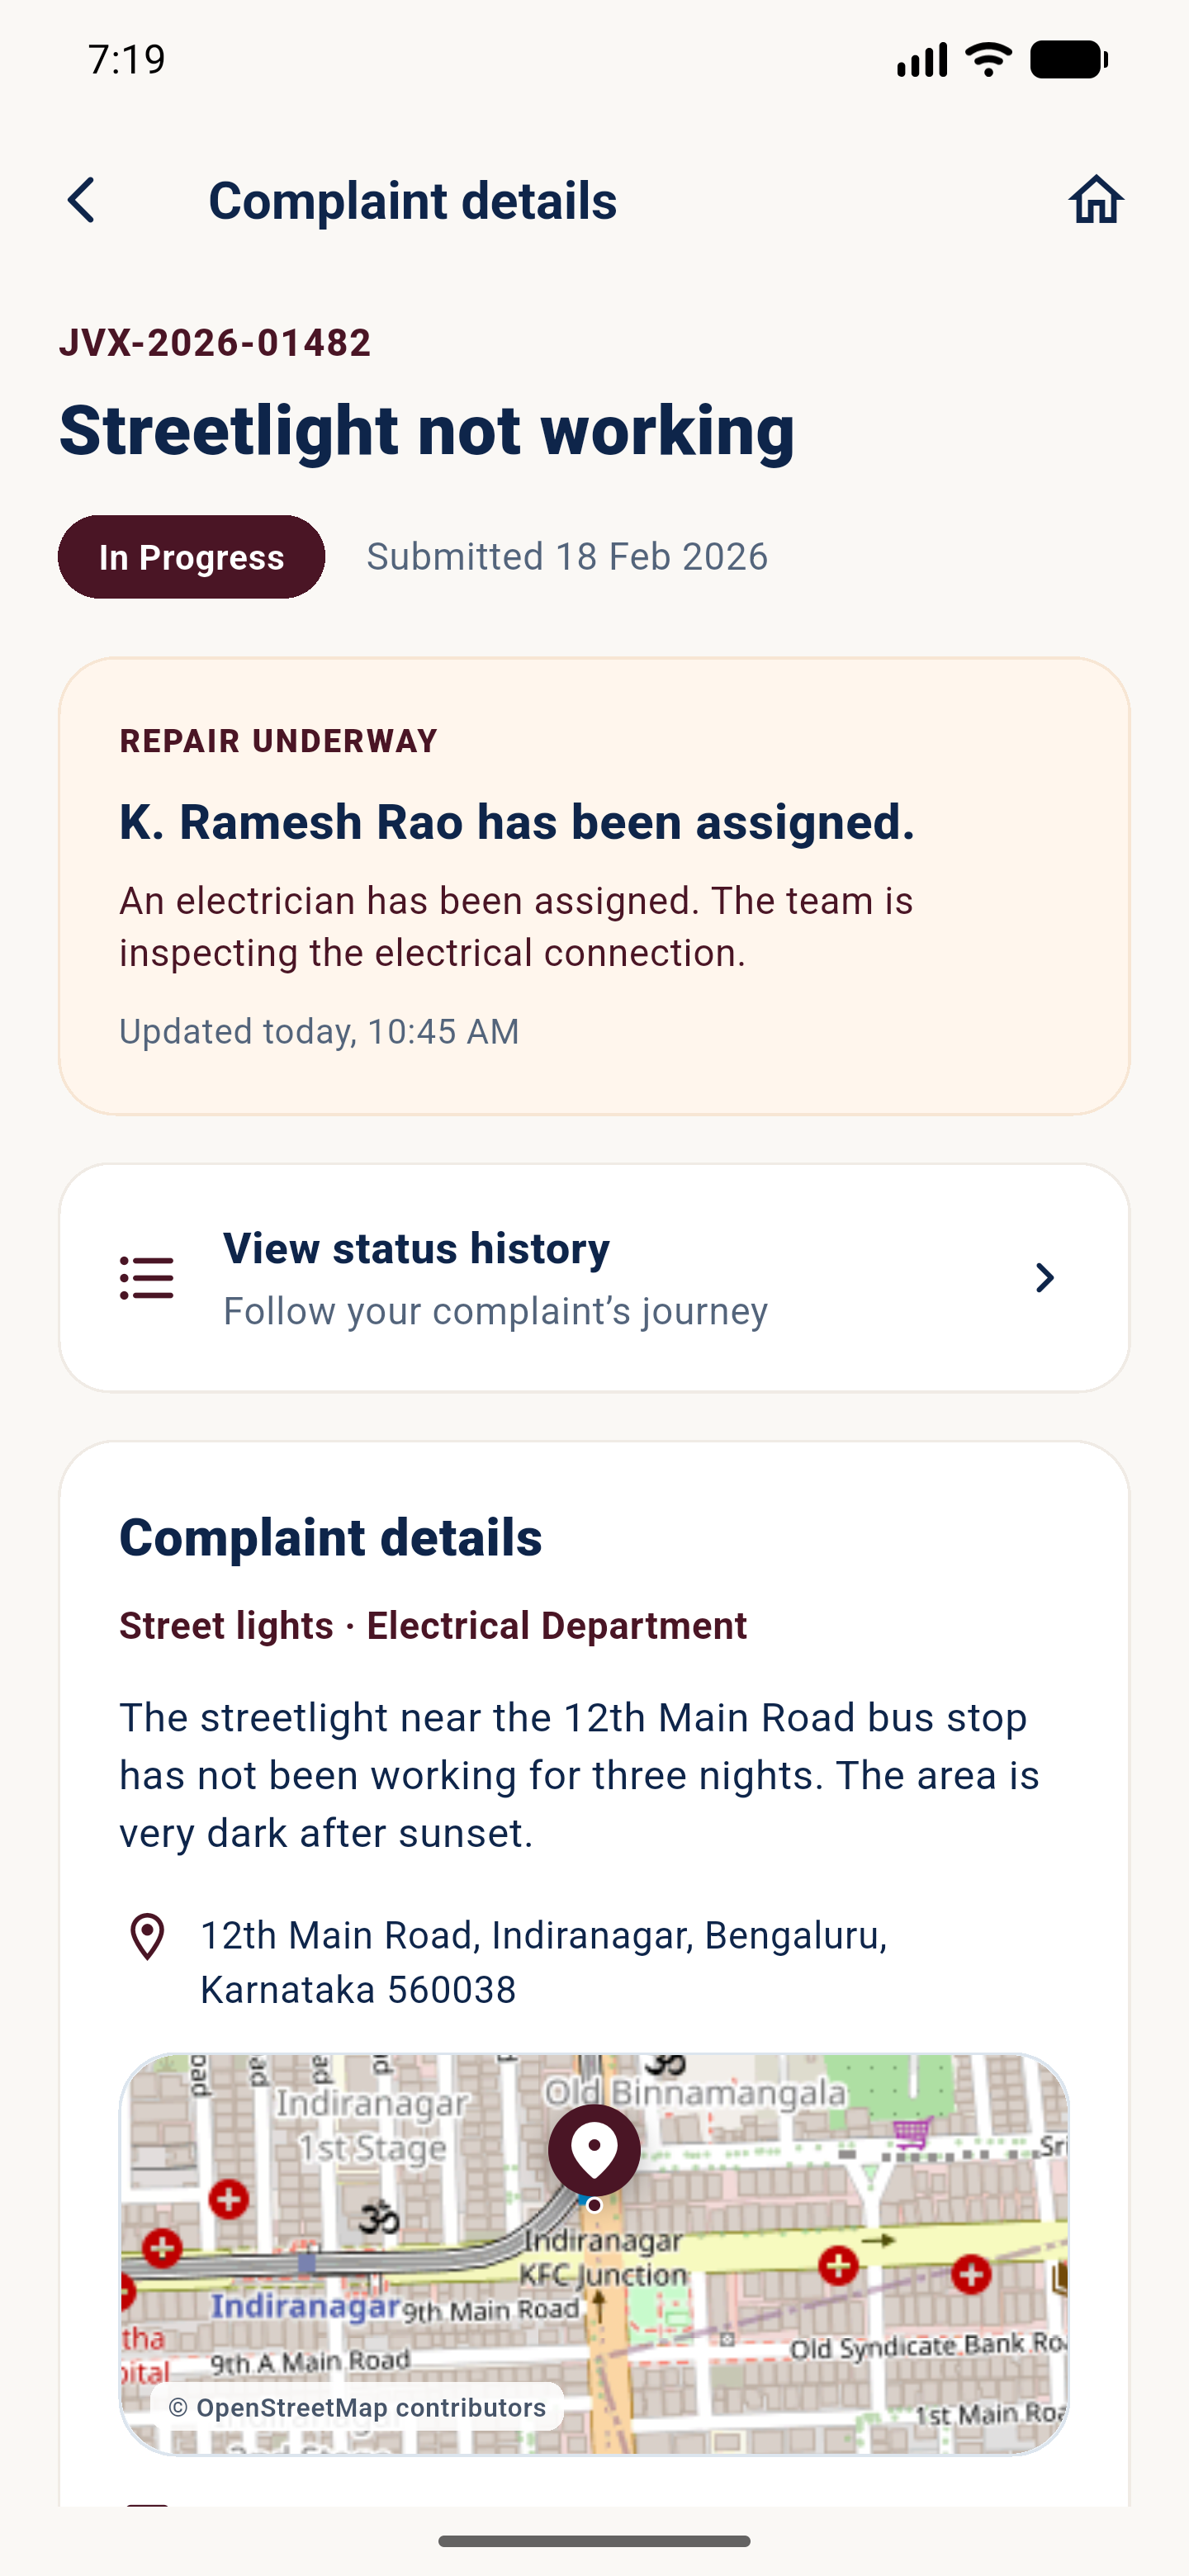 7:19
Complaint details
JVX-2026-01482
Streetlight not working
In Progress
Submitted 18 Feb 2026
REPAIR UNDERWAY
K. Ramesh Rao has been assigned.
An electrician has been assigned. The team is
inspecting the electrical connection.
Updated today, 10:45 AM
View status history
Follow your complaint’s journey
Complaint details
Street lights · Electrical Department
The streetlight near the 12th Main Road bus stop
has not been working for three nights. The area is
very dark after sunset.
12th Main Road, Indiranagar, Bengaluru,
Karnataka 560038
ॐ
Indiranagar
1st Stage
Old Binnamangala
Sri
ॐ
Indiranagar
KFC Junction
Indiranagar
9th Main Road
tha
pital
9th A Main Road
Old Syndicate Bank Ro
1st Main Roa
© OpenStreetMap contributors